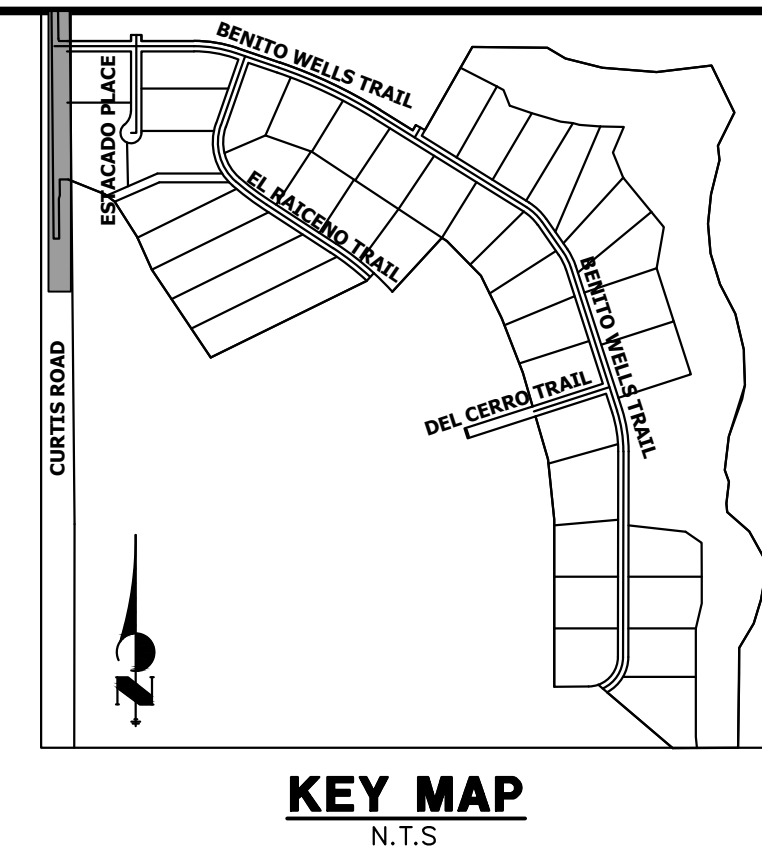 BENITO WELLS TRAIL
ESTACADO PLACE
EL RAICENO TRAIL
BENITO WELLS TRAIL
DEL CERRO TRAIL
CURTIS ROAD
N
KEY MAP
N.T.S